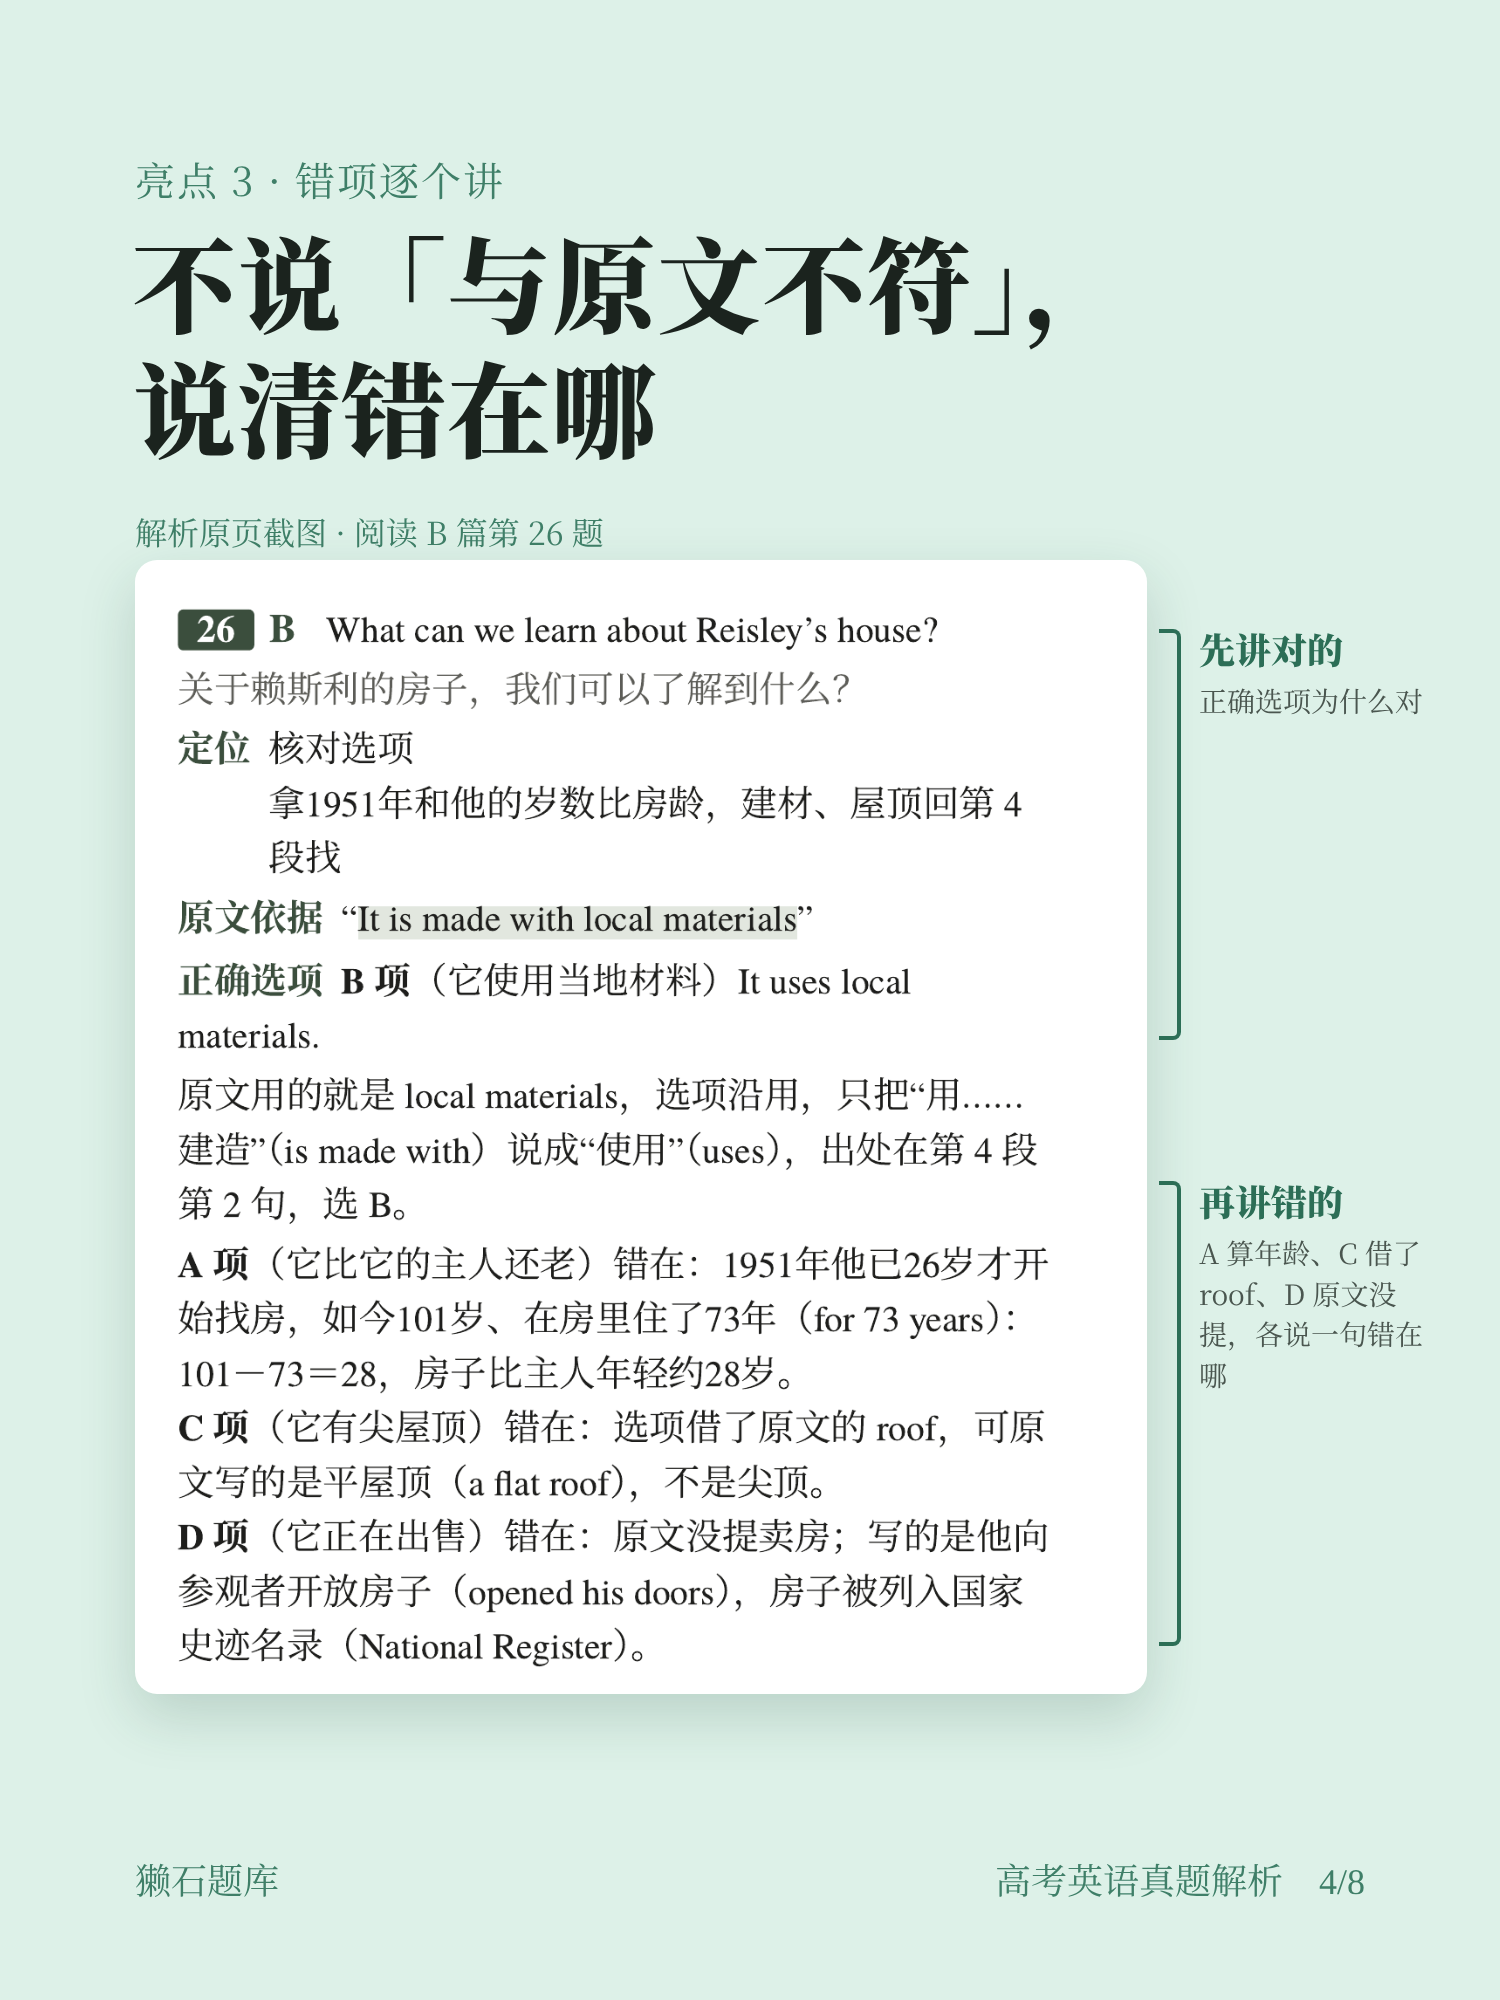 亮点 3 · 错项逐个讲
不说「与原文不符」，
说清错在哪
解析原页截图 · 阅读 B 篇第 26 题
26 B What can we learn about Reisley’s house?
关于赖斯利的房子，我们可以了解到什么？
定位 核对选项
拿1951年和他的岁数比房龄，建材、屋顶回第 4
段找
原文依据 “It is made with local materials”
正确选项 B 项（它使用当地材料）It uses local
materials.
原文用的就是 local materials，选项沿用，只把“用……
建造”（is made with）说成“使用”（uses），出处在第 4 段
第 2 句，选 B。
A 项（它比它的主人还老）错在：1951年他已26岁才开
始找房，如今101岁、在房里住了73年（for 73 years）：
101－73＝28，房子比主人年轻约28岁。
C 项（它有尖屋顶）错在：选项借了原文的 roof，可原
文写的是平屋顶（a flat roof），不是尖顶。
D 项（它正在出售）错在：原文没提卖房；写的是他向
参观者开放房子（opened his doors），房子被列入国家
史迹名录（National Register）。
先讲对的
正确选项为什么对
再讲错的
A 算年龄、C 借了
roof、D 原文没
提，各说一句错在
哪
獭石题库
高考英语真题解析 4/8